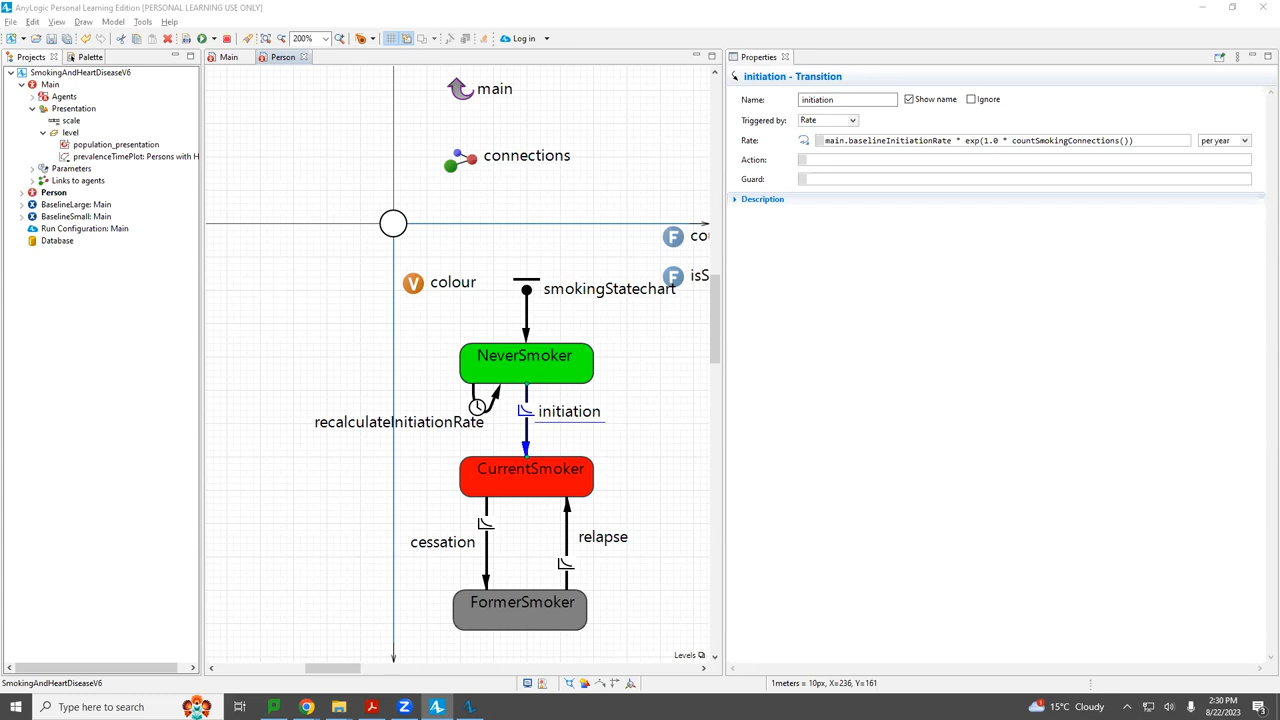 AnyLogic Personal Learning Edition [PERSONAL LEARNING USE ONLY]
File Edit View Draw Model Tools Help
200% Log in
Projects Palette
Main Person
Properties
SmokingAndHeartDiseaseV6
Main
Agents
Presentation
scale
level
population_presentation
prevalenceTimePlot: Persons with H
Parameters
Links to agents
Person
BaselineLarge: Main
BaselineSmall: Main
Run Configuration: Main
Database
main
connections
F co
V colour
F isS
smokingStatechart
NeverSmoker
initiation
recalculateInitiationRate
CurrentSmoker
cessation
relapse
FormerSmoker
Levels
initiation - Transition
Name: initiation Show name Ignore
Triggered by: Rate
Rate: main.baselineInitiationRate * exp(1.0 * countSmokingConnections()) per year
Action:
Guard:
Description
SmokingAndHeartDiseaseV6
1meters = 10px, X=236, Y=161
Type here to search
15°C Cloudy
2:30 PM
8/22/2023